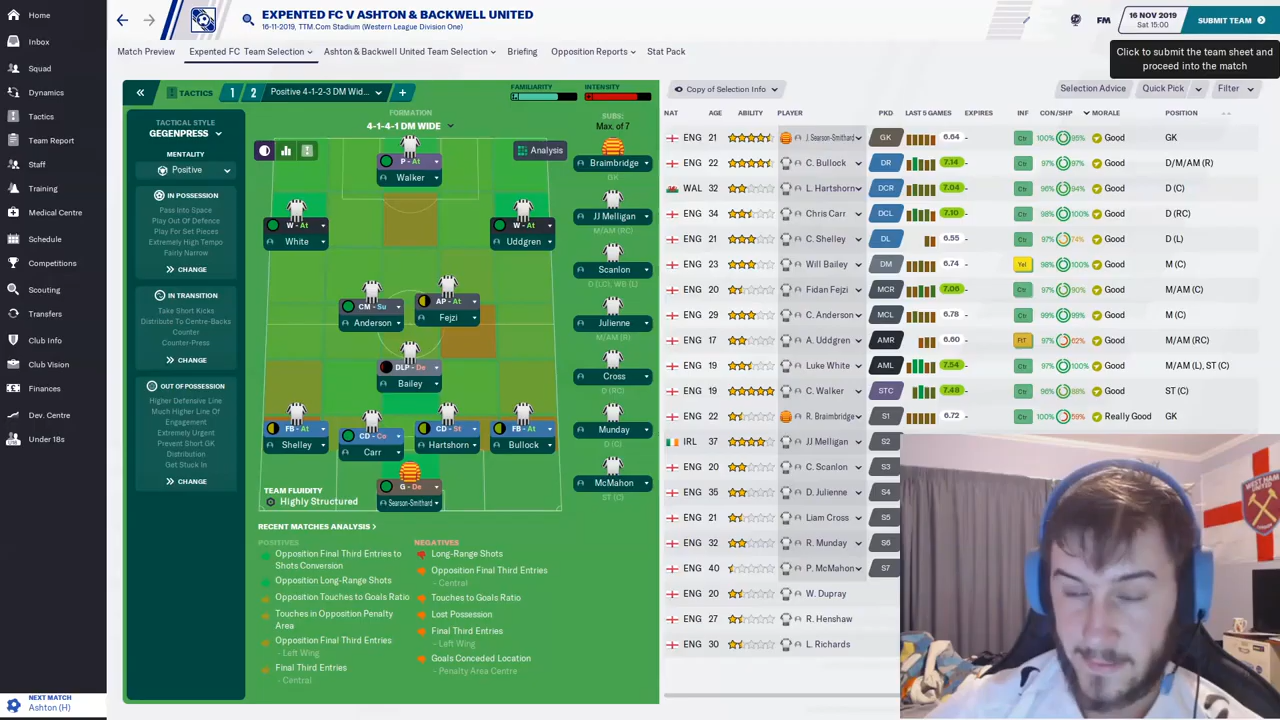 EXPENTED FC V ASHTON & BACKWELL UNITED
16-11-2019, TTM.Com Stadium (Western League Division One)
FM
16 NOV 2019
Sat 15:00
SUBMIT TEAM
Click to submit the team sheet and
proceed into the match
Home
Inbox
Squad
Dynamics
Tactics
Team Report
Staff
Training
Medical Centre
Schedule
Competitions
Scouting
Transfers
Club Info
Club Vision
Finances
Dev. Centre
Under 18s
NEXT MATCH
Ashton (H)
Match Preview
Expented FC Team Selection
Ashton & Backwell United Team Selection
Briefing
Opposition Reports
Stat Pack
TACTICS
1
2
Positive 4-1-2-3 DM Wid...
FAMILIARITY
INTENSITY
TACTICAL STYLE
GEGENPRESS
MENTALITY
Positive
IN POSSESSION
Pass Into Space
Play Out Of Defence
Play For Set Pieces
Extremely High Tempo
Fairly Narrow
CHANGE
IN TRANSITION
Take Short Kicks
Distribute To Centre-Backs
Counter
Counter-Press
CHANGE
OUT OF POSSESSION
Higher Defensive Line
Much Higher Line Of
Engagement
Extremely Urgent
Prevent Short GK
Distribution
Get Stuck In
CHANGE
FORMATION
4-1-4-1 DM WIDE
Analysis
P - At
Walker
W - At
White
W - At
Uddgren
CM - Su
Anderson
AP - At
Fejzi
DLP - De
Bailey
FB - At
Shelley
CD - Co
Carr
CD - St
Hartshorn
FB - At
Bullock
G - De
Searson-Smithard
TEAM FLUIDITY
Highly Structured
SUBS:
Max. of 7
Braimbridge
GK
JJ Melligan
M/AM (RC)
Scanlon
D (LC), WB (L)
Julienne
M/AM (R)
Cross
D (RC)
Munday
D (C)
McMahon
ST (C)
RECENT MATCHES ANALYSIS
POSITIVES
Opposition Final Third Entries to
Shots Conversion
Opposition Long-Range Shots
Opposition Touches to Goals Ratio
Touches in Opposition Penalty
Area
Opposition Final Third Entries
- Left Wing
Final Third Entries
- Central
NEGATIVES
Long-Range Shots
Opposition Final Third Entries
- Central
Touches to Goals Ratio
Lost Possession
Final Third Entries
- Left Wing
Goals Conceded Location
- Penalty Area Centre
Copy of Selection Info
Selection Advice
Quick Pick
Filter
NAT AGE ABILITY PLAYER PKD LAST 5 GAMES EXPIRES INF CON/SHP MORALE POSITION
ENG 21 J. Searson-Smithard GK 6.64 - Ctr 95% Good GK
ENG 22 C. Bullock DR 7.14 - Ctr 97% 97% Good D/M/AM (R)
WAL 32 L. Hartshorn DCR 7.04 - Ctr 96% 94% Good D (C)
ENG 34 Chris Carr DCL 7.10 - Ctr 98% 100% Good D (RC)
ENG C. Shelley DL 6.55 - Ctr 97% 74% Good D (L)
ENG 23 Will Bailey DM 6.74 - Yel 98% 100% Good M (C)
ENG 20 Fidan Fejzi MCR 7.06 - Ctr 97% 90% Good M/AM (C)
ENG 29 C. Anderson MCL 6.78 - Ctr 99% 99% Good M (C)
ENG 17 A. Uddgren AMR 6.60 - FIT 97% 62% Good M/AM (RC)
ENG 19 Luke White AML 7.54 - Ctr 97% 100% Good M/AM (L), ST (C)
ENG T. Walker STC 7.48 - Ctr 96% 88% Good ST (C)
ENG R. Braimbridge S1 6.72 - Ctr 100% 59% Really Good GK
JJ Melligan S2
ENG 20 C. Scanlon S3
ENG D. Julienne S4
ENG Liam Cross S5
ENG 32 R. Munday S6
ENG 40 P. McMahon S7
ENG 20 W. Dupray
ENG 27 R. Henshaw
ENG 30 L. Richards
WEST HAM UNITED